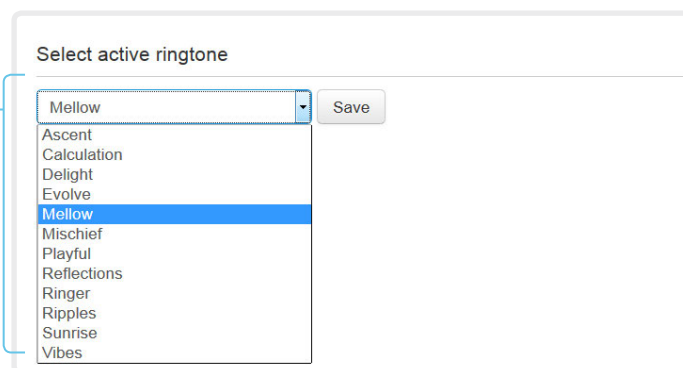 Select active ringtone
Mellow Save
Ascent
Calculation
Delight
Evolve
Mellow
Mischief
Playful
Reflections
Ringer
Ripples
Sunrise
Vibes